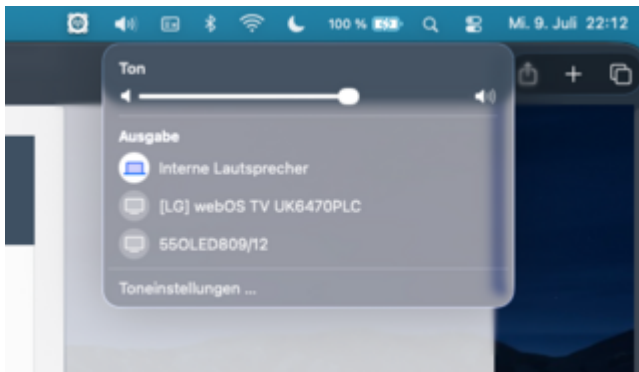 100 %
Mi. 9. Juli 22:12
Ton
Ausgabe
Interne Lautsprecher
[LG] webOS TV UK6470PLC
55OLED809/12
Toneinstellungen ...